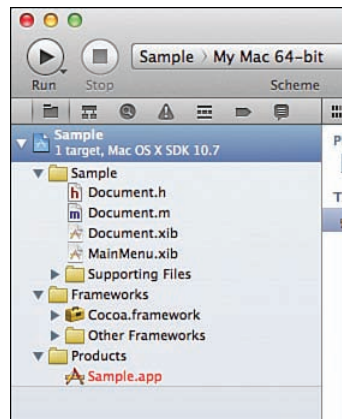 Sample > My Mac 64-bit
Run
Stop
Scheme
Sample
1 target, Mac OS X SDK 10.7
Sample
h Document.h
m Document.m
Document.xib
MainMenu.xib
Supporting Files
Frameworks
Cocoa.framework
Other Frameworks
Products
Sample.app
P
T